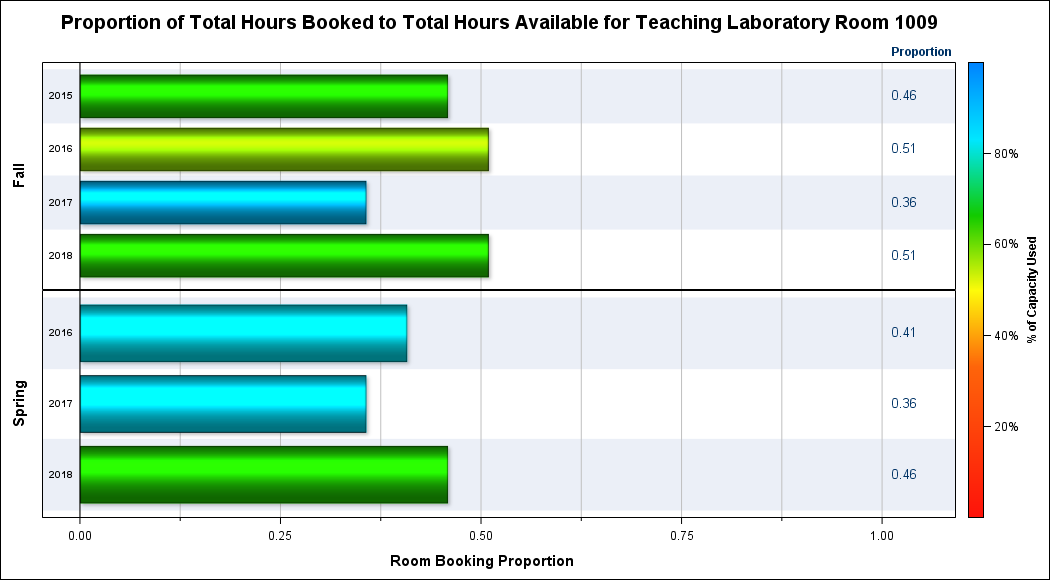 Proportion of Total Hours Booked to Total Hours Available for Teaching Laboratory Room 1009
Proportion
Fall
2015 0.46
2016 0.51
2017 0.36
2018 0.51
Spring
2016 0.41
2017 0.36
2018 0.46
0.00 0.25 0.50 0.75 1.00
Room Booking Proportion
80%
60%
40%
20%
% of Capacity Used